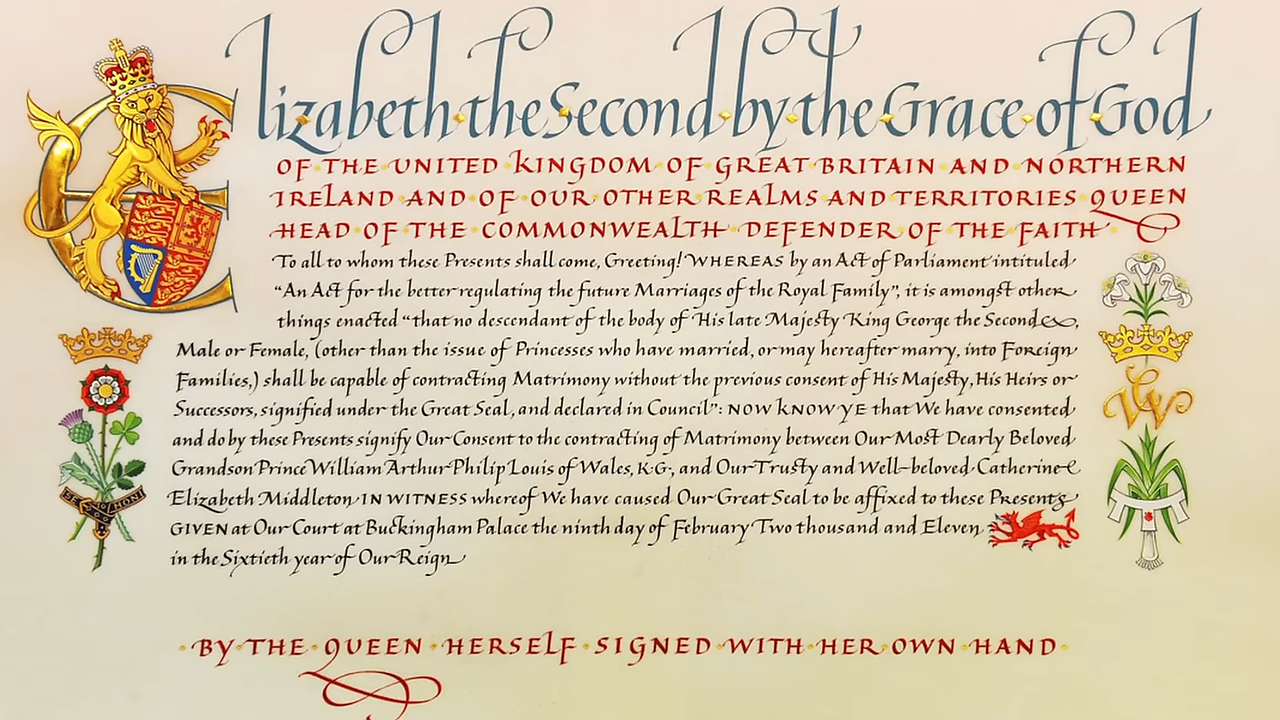 Elizabeth the Second by the Grace of God
OF THE UNITED KINGDOM OF GREAT BRITAIN AND NORTHERN
IRELAND AND OF OUR OTHER REALMS AND TERRITORIES QUEEN
HEAD OF THE COMMONWEALTH DEFENDER OF THE FAITH
To all to whom these Presents shall come, Greeting! WHEREAS by an Act of Parliament intituled
“An Act for the better regulating the future Marriages of the Royal Family”, it is amongst other
things enacted “that no descendant of the body of His late Majesty King George the Second,
Male or Female, (other than the issue of Princesses who have married, or may hereafter marry, into Foreign
Families,) shall be capable of contracting Matrimony without the previous consent of His Majesty, His Heirs or
Successors, signified under the Great Seal, and declared in Council”: NOW KNOW YE that We have consented
and do by these Presents signify Our Consent to the contracting of Matrimony between Our Most Dearly Beloved
Grandson Prince William Arthur Philip Louis of Wales, K.G., and Our Trusty and Well-beloved Catherine
Elizabeth Middleton IN WITNESS whereof We have caused Our Great Seal to be affixed to these Presents
GIVEN at Our Court at Buckingham Palace the ninth day of February Two thousand and Eleven
in the Sixtieth year of Our Reign
BY THE QUEEN HERSELF SIGNED WITH HER OWN HAND